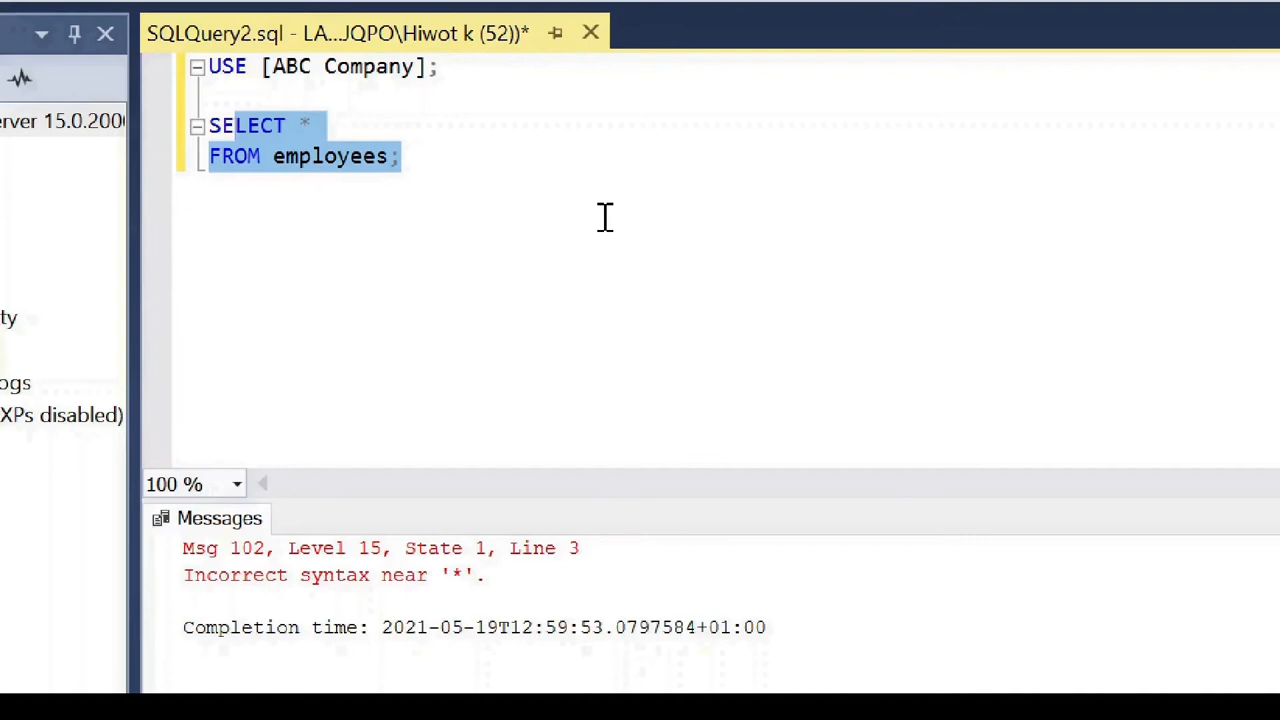 SQLQuery2.sql - LA...JQPO\Hiwot k (52))*
USE [ABC Company];
erver 15.0.200
SELECT *
FROM employees;
ty
ogs
XPs disabled)
100 %
Messages
Msg 102, Level 15, State 1, Line 3
Incorrect syntax near '*'.
Completion time: 2021-05-19T12:59:53.0797584+01:00